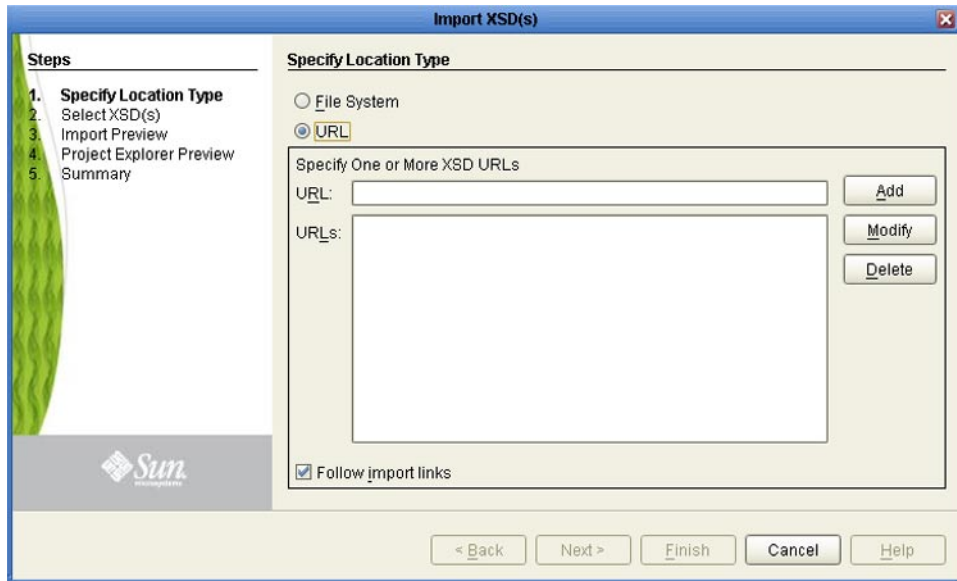 Import XSD(s)
Steps
1. Specify Location Type
2. Select XSD(s)
3. Import Preview
4. Project Explorer Preview
5. Summary
Sun
microsystems
Specify Location Type
File System
URL
Specify One or More XSD URLs
URL:
Add
URLs:
Modify
Delete
Follow import links
< Back
Next >
Finish
Cancel
Help